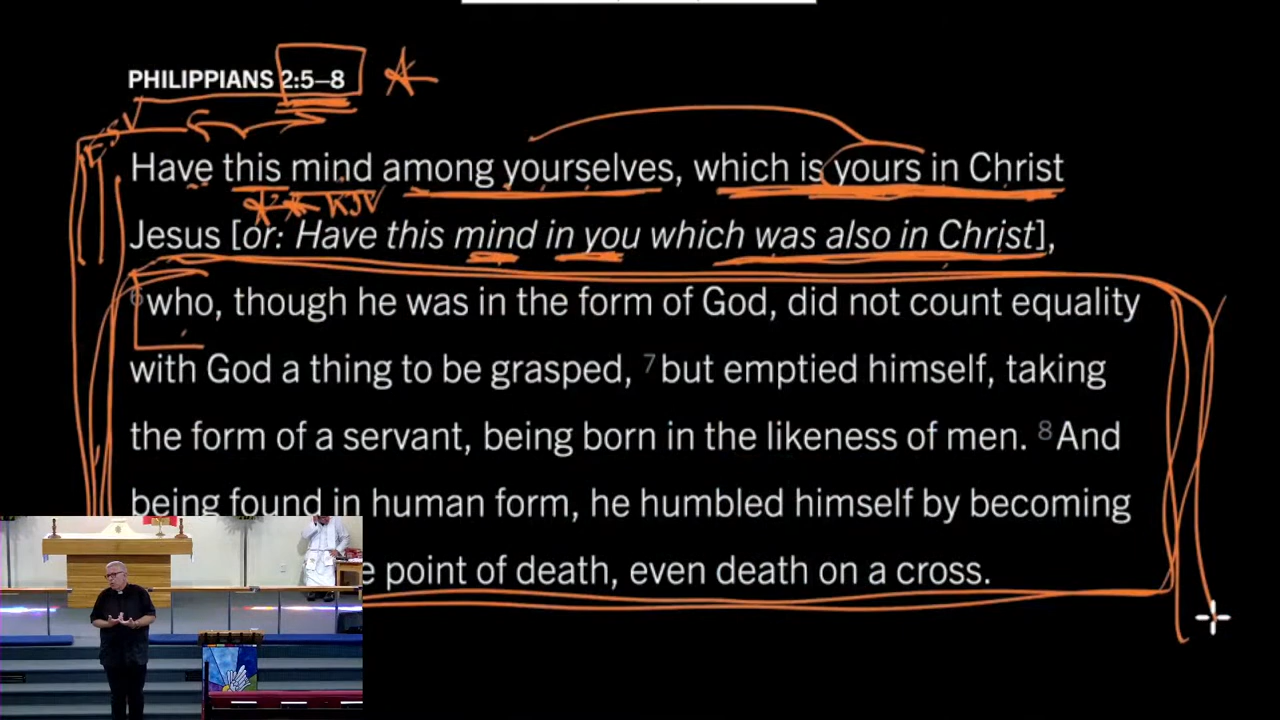 PHILIPPIANS 2:5–8
ESV
Have this mind among yourselves, which is yours in Christ
KJV
Jesus [or: Have this mind in you which was also in Christ],
6 who, though he was in the form of God, did not count equality
with God a thing to be grasped, 7 but emptied himself, taking
the form of a servant, being born in the likeness of men. 8 And
being found in human form, he humbled himself by becoming
point of death, even death on a cross.